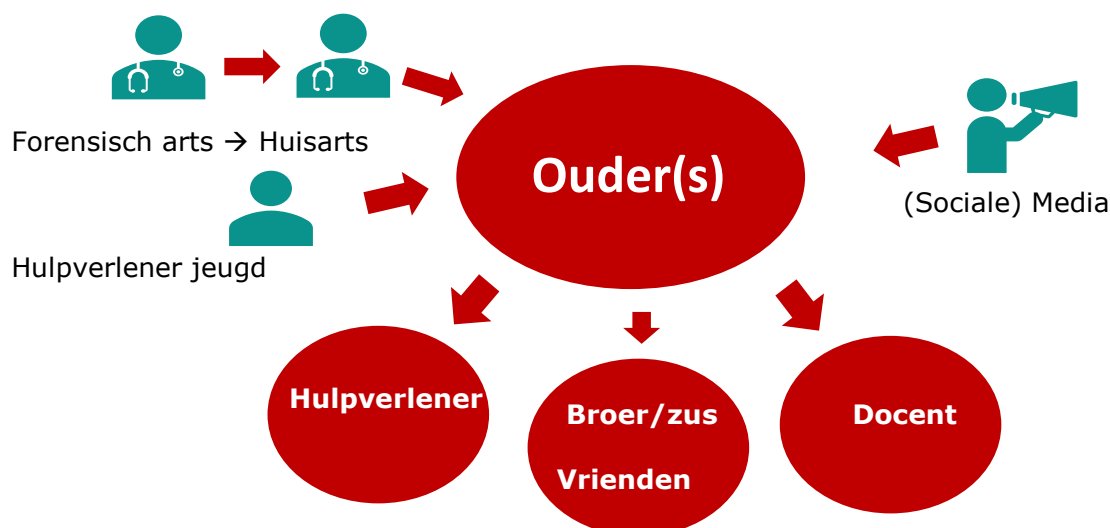 Forensisch arts → Huisarts
Ouder(s)
(Sociale) Media
Hulpverlener jeugd
Hulpverlener
Broer/zus
Vrienden
Docent